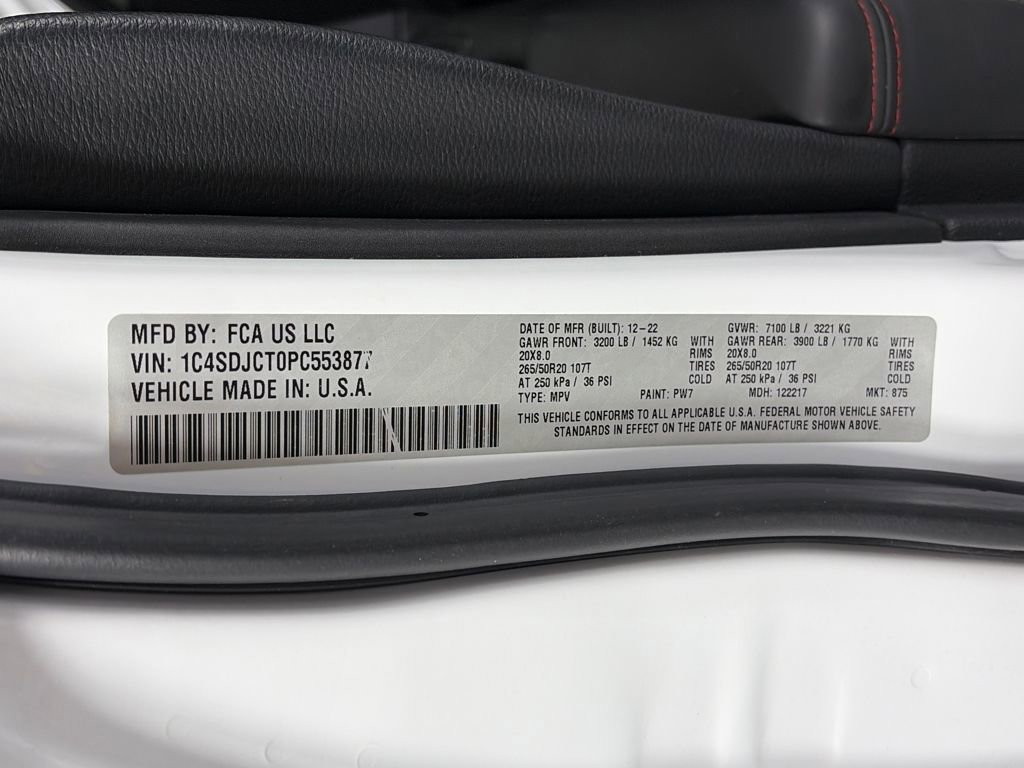 MFD BY: FCA US LLC
VIN: 1C4SDJCT0PC553877
VEHICLE MADE IN: U.S.A.
DATE OF MFR (BUILT): 12-22 GVWR: 7100 LB / 3221 KG
GAWR FRONT: 3200 LB / 1452 KG WITH GAWR REAR: 3900 LB / 1770 KG WITH
20X8.0 RIMS 20X8.0 RIMS
265/50R20 107T TIRES 265/50R20 107T TIRES
AT 250 kPa / 36 PSI COLD AT 250 kPa / 36 PSI COLD
TYPE: MPV PAINT: PW7 MDH: 122217 MKT: 875
THIS VEHICLE CONFORMS TO ALL APPLICABLE U.S.A. FEDERAL MOTOR VEHICLE SAFETY
STANDARDS IN EFFECT ON THE DATE OF MANUFACTURE SHOWN ABOVE.